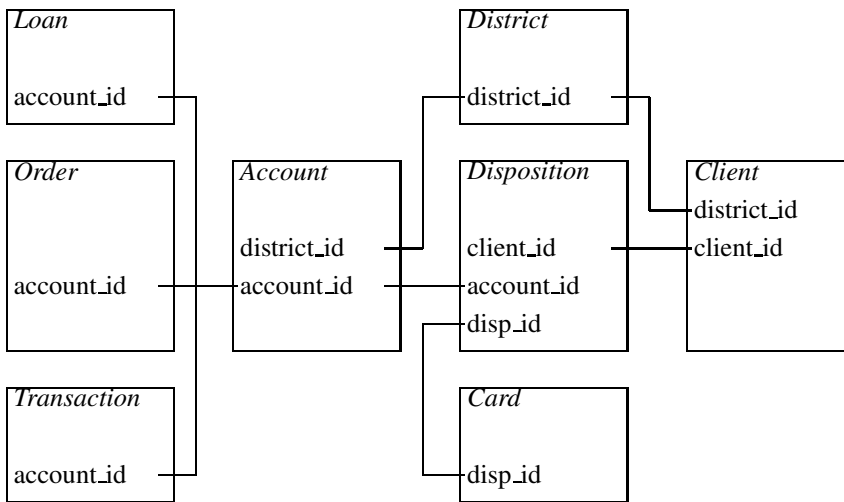 Loan
account_id
District
district_id
Order
account_id
Account
district_id
account_id
Disposition
client_id
account_id
disp_id
Client
district_id
client_id
Transaction
account_id
Card
disp_id